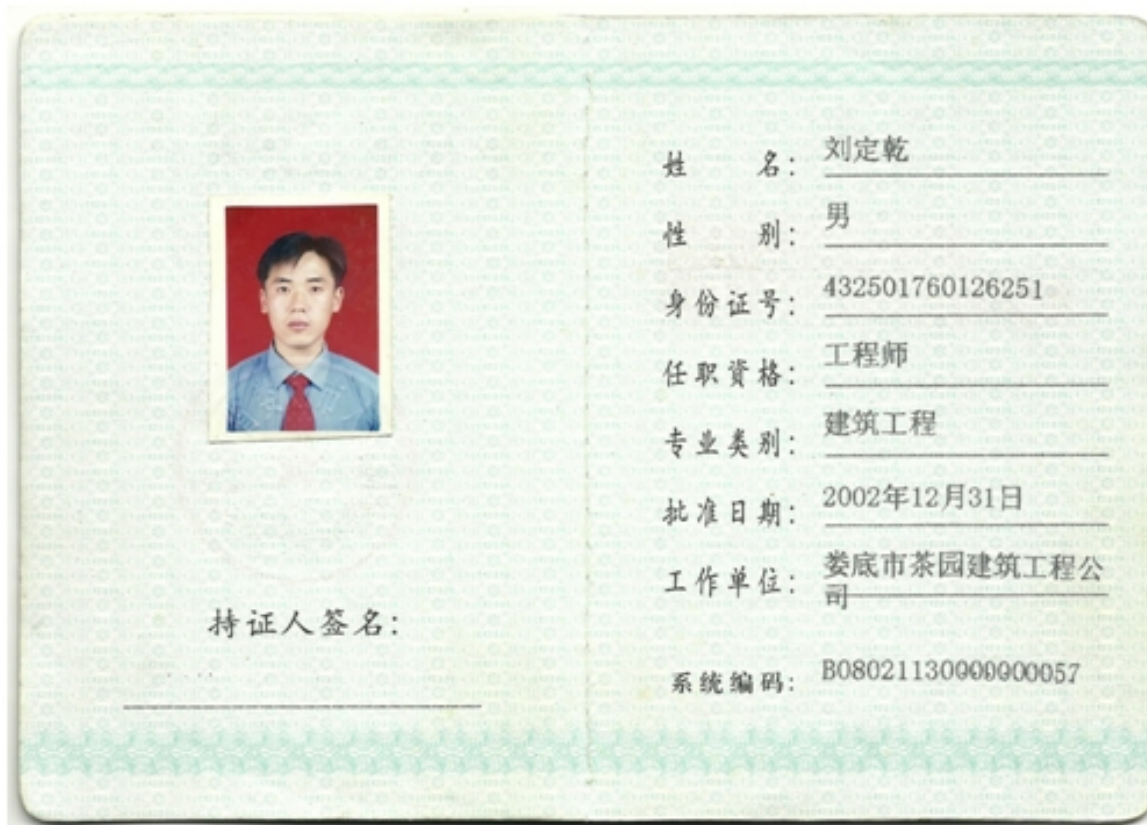 姓 名: 刘定乾
性 别: 男
身份证号: 432501760126251
任职资格: 工程师
专业类别: 建筑工程
批准日期: 2002年12月31日
工作单位: 娄底市茶园建筑工程公
司
持证人签名:
系统编码: B08021130000000057